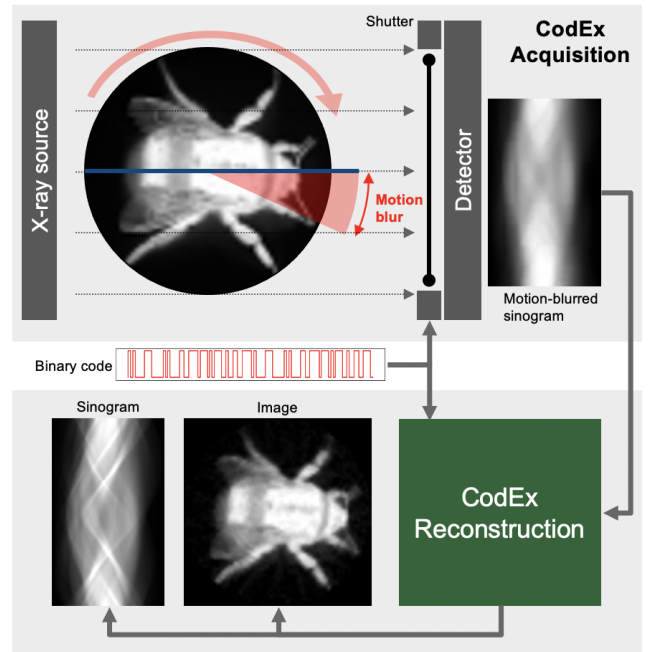 Shutter
CodEx
Acquisition
X-ray source
Detector
Motion
blur
Motion-blurred
sinogram
Binary code
Sinogram
Image
CodEx
Reconstruction